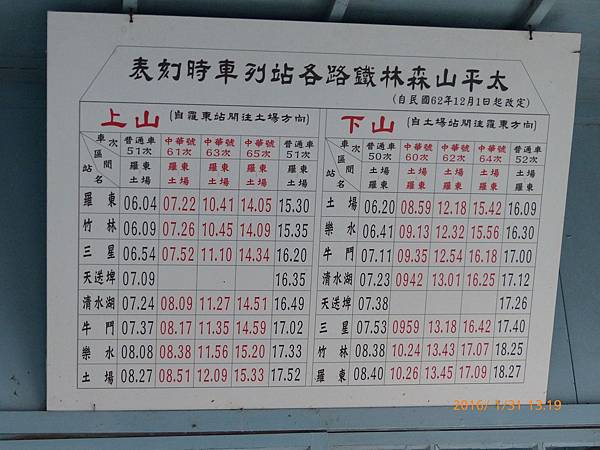 太平山森林鐵路各站列車時刻表
(自民國62年12月1日起改定)
上山 (自羅東站開往土場方向)
車次 區間 站名 普通車51次 中華號61次 中華號63次 中華號65次 普通車51次
羅東 土場 羅東 土場 羅東 土場 羅東 土場 羅東 土場
羅東 06.04 07.22 10.41 14.05 15.30
竹林 06.09 07.26 10.45 14.09 15.35
三星 06.54 07.52 11.10 14.34 16.20
天送埤 07.09 16.35
清水湖 07.24 08.09 11.27 14.51 16.49
牛鬥 07.37 08.17 11.35 14.59 17.02
樂水 08.08 08.38 11.56 15.20 17.33
土場 08.27 08.51 12.09 15.33 17.52
下山 (自土場站開往羅東方向)
車次 區間 站名 普通車50次 中華號60次 中華號62次 中華號64次 普通車52次
土場 羅東 羅東 土場 羅東 土場 羅東 土場 土場 羅東
土場 06.20 08.59 12.18 15.42 16.09
樂水 06.41 09.13 12.32 15.56 16.30
牛鬥 07.11 09.35 12.54 16.18 17.00
清水湖 07.23 0942 13.01 16.25 17.12
天送埤 07.38 17.26
三星 07.53 0959 13.18 16.42 17.40
竹林 08.38 10.24 13.43 17.07 18.25
羅東 08.40 10.26 13.45 17.09 18.27
2016/ 1/31 13:19